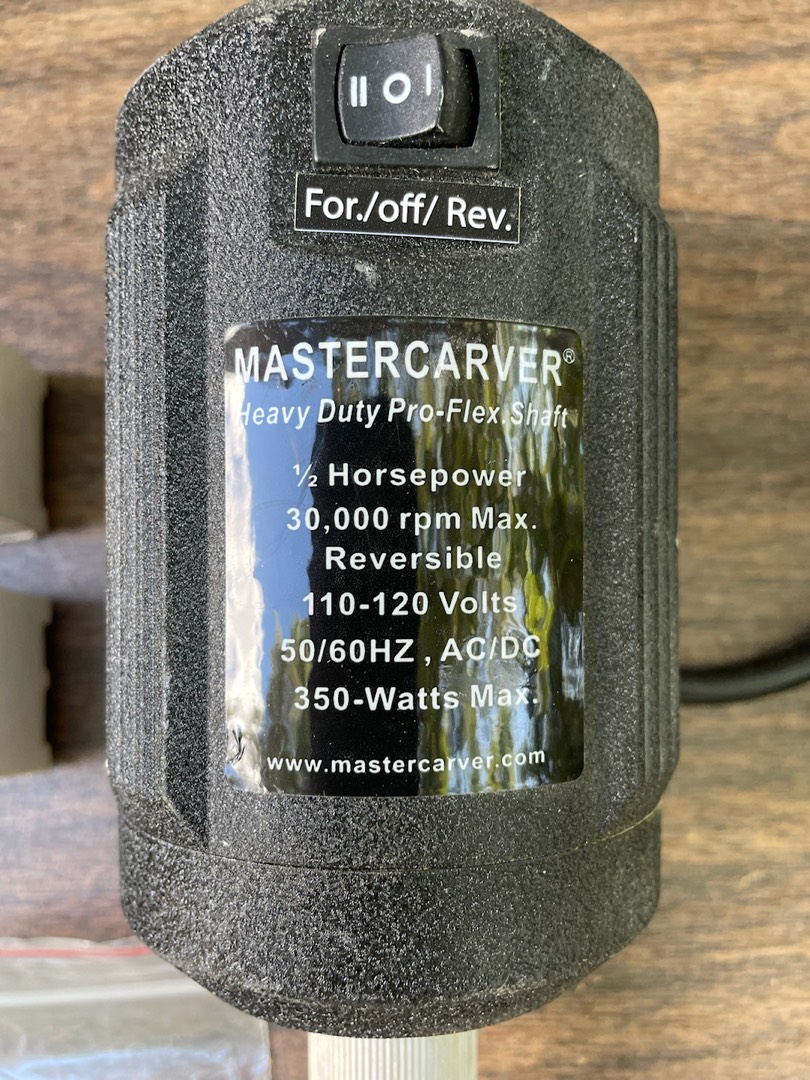 II O I
For./off/ Rev.
MASTERCARVER®
Heavy Duty Pro-Flex.Shaft
½ Horsepower
30,000 rpm Max.
Reversible
110-120 Volts
50/60HZ , AC/DC
350-Watts Max.
www.mastercarver.com